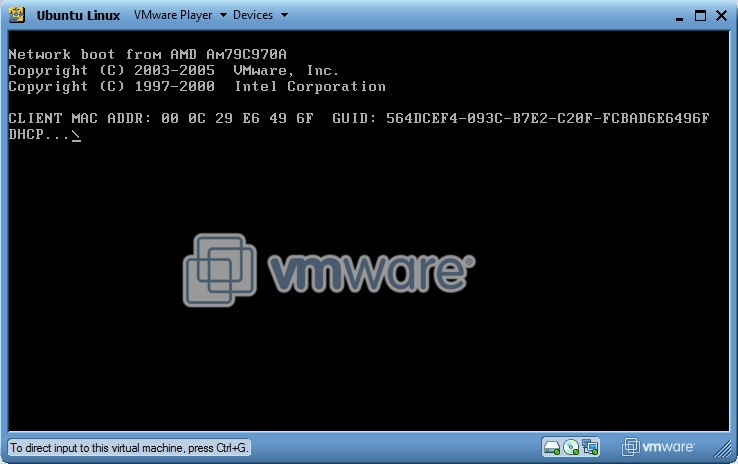 Ubuntu Linux VMware Player Devices
Network boot from AMD Am79C970A
Copyright (C) 2003-2005  VMware, Inc.
Copyright (C) 1997-2000  Intel Corporation
CLIENT MAC ADDR: 00 0C 29 E6 49 6F  GUID: 564DCEF4-093C-B7E2-C20F-FCBAD6E6496F
DHCP...\
vmware®
To direct input to this virtual machine, press Ctrl+G. vmware®